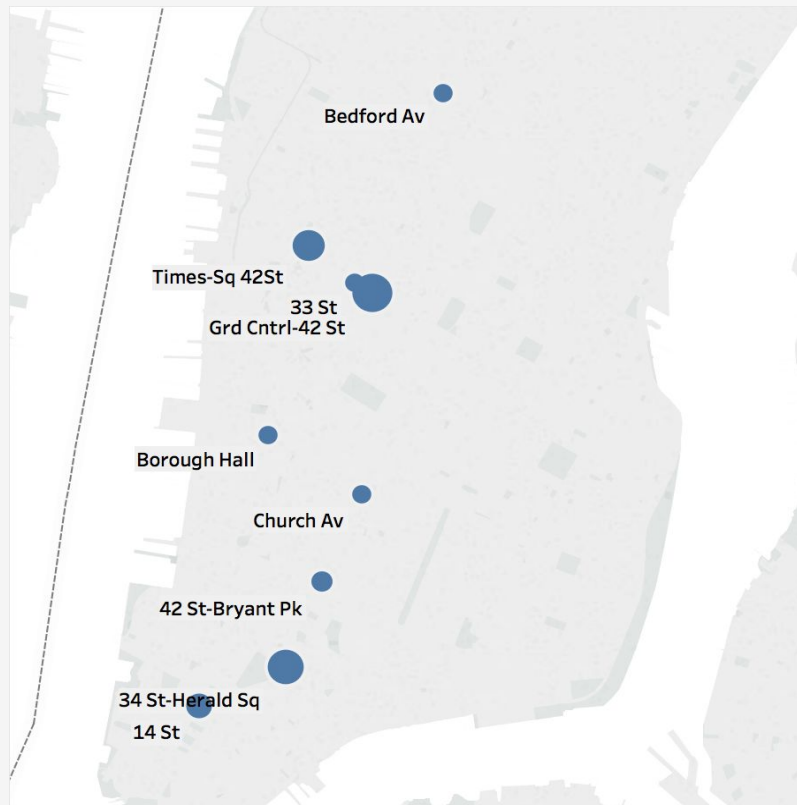 Bedford Av
Times-Sq 42St
33 St
Grd Cntrl-42 St
Borough Hall
Church Av
42 St-Bryant Pk
34 St-Herald Sq
14 St